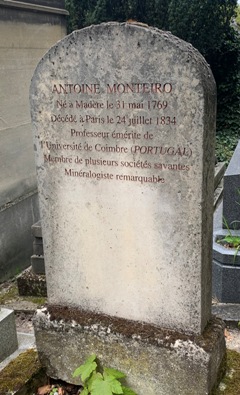 ANTOINE MONTEIRO
Né à Madère le 31 mai 1769
Décédé à Paris le 24 juillet 1834
Professeur émérite de
l'Université de Coimbre (PORTUGAL)
Membre de plusieurs sociétés savantes
Minéralogiste remarquable